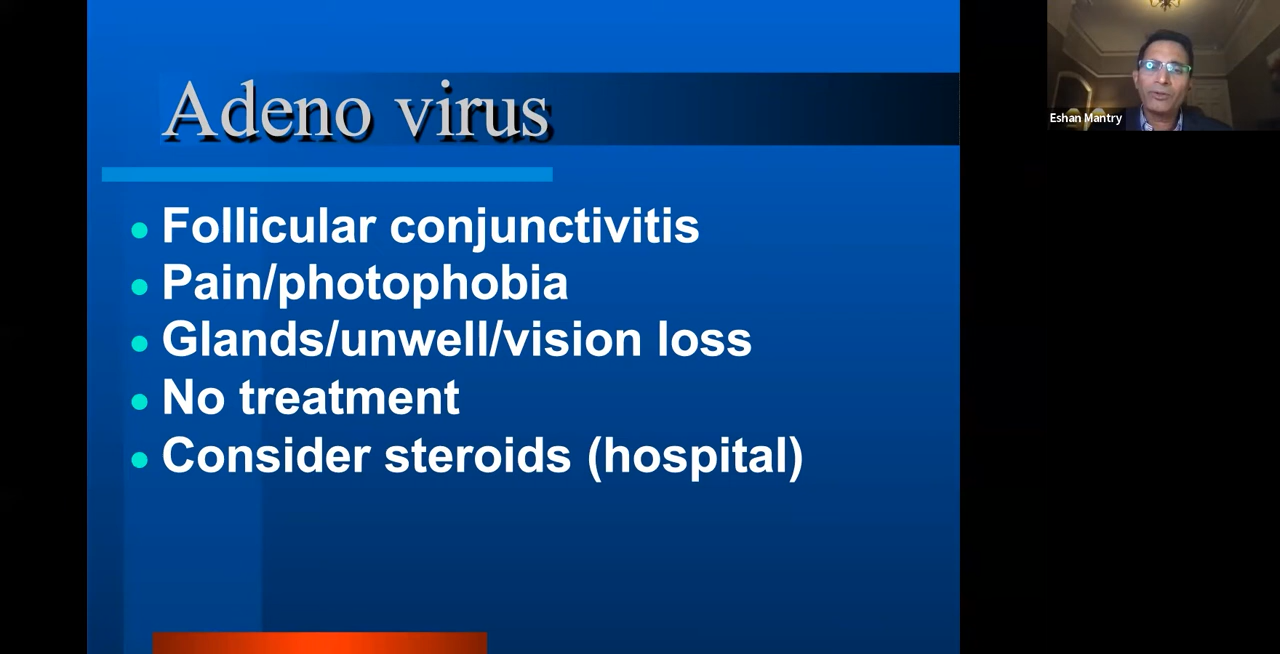 Adeno virus
Follicular conjunctivitis
Pain/photophobia
Glands/unwell/vision loss
No treatment
Consider steroids (hospital)
Eshan Mantry